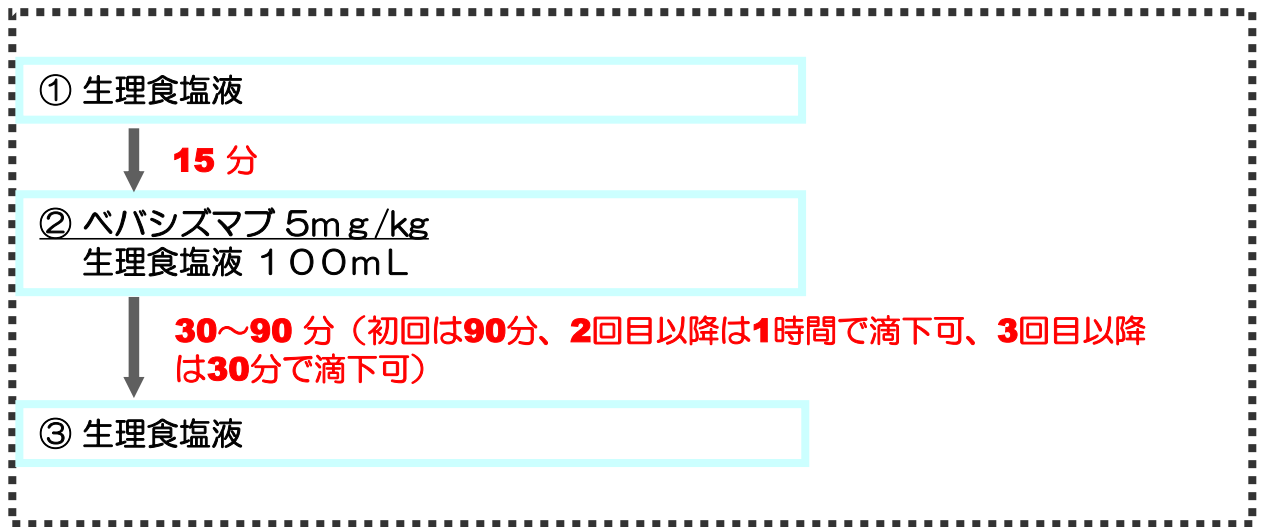 ① 生理食塩液
15 分
② ベバシズマブ 5mg/kg
生理食塩液 １００mL
30～90 分（初回は90分、2回目以降は1時間で滴下可、3回目以降
は30分で滴下可）
③ 生理食塩液